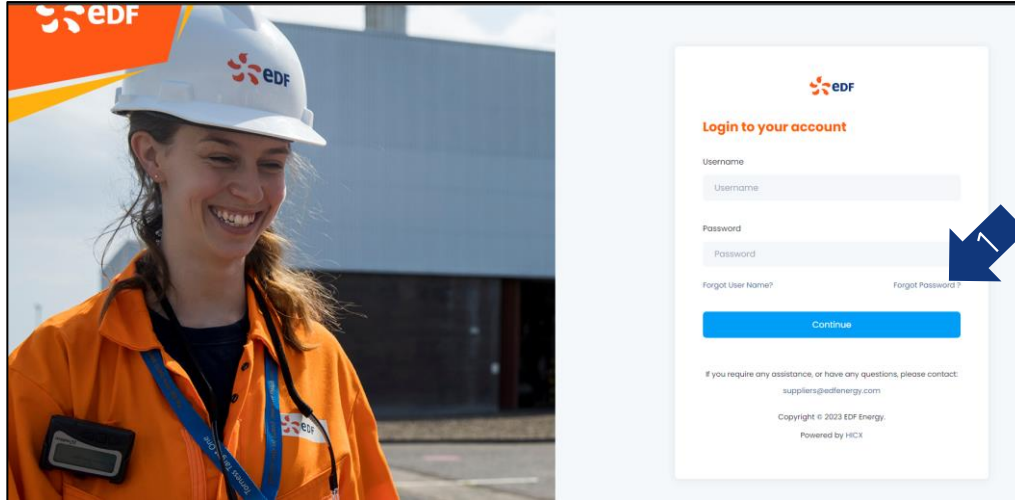 eDF
eDF
eDF
eDF
Login to your account
Username
Username
Password
Password
1
Forgot User Name?
Forgot Password ?
Continue
If you require any assistance, or have any questions, please contact:
suppliers@edfenergy.com
Copyright © 2023 EDF Energy.
Powered by HICX